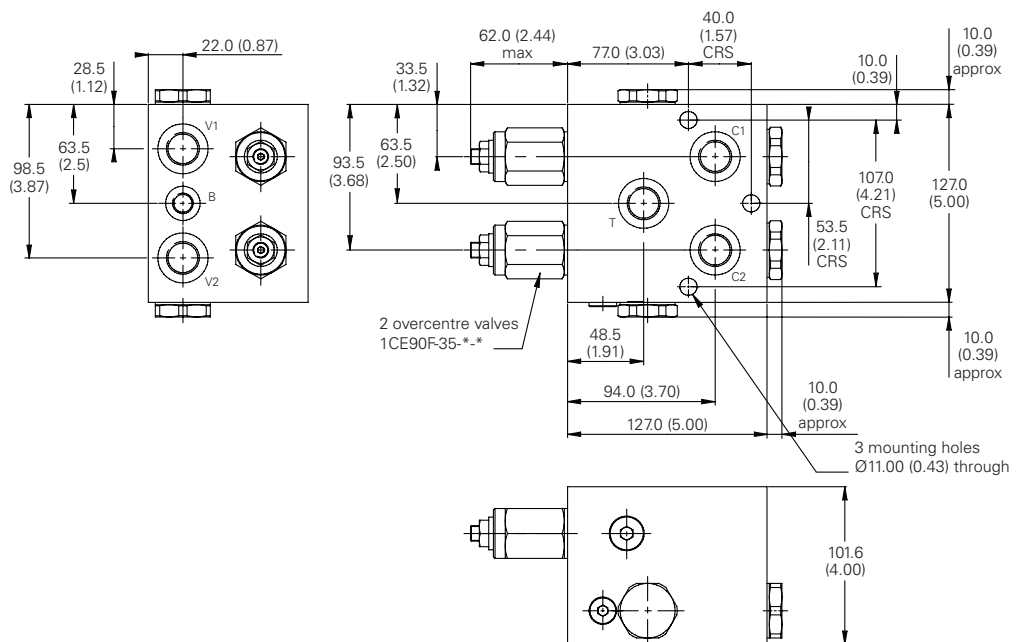 22.0 (0.87)
28.5
(1.12)
63.5
(2.5)
98.5
(3.87)
V1
B
V2
62.0 (2.44)
max
77.0 (3.03)
40.0
(1.57)
CRS
10.0
(0.39)
10.0
(0.39)
approx
33.5
(1.32)
63.5
(2.50)
93.5
(3.68)
C1
T
C2
107.0
(4.21)
CRS
127.0
(5.00)
53.5
(2.11)
CRS
2 overcentre valves
1CE90F-35-*-*
48.5
(1.91)
94.0 (3.70)
127.0 (5.00)
10.0
(0.39)
approx
10.0
(0.39)
approx
3 mounting holes
Ø11.00 (0.43) through
101.6
(4.00)